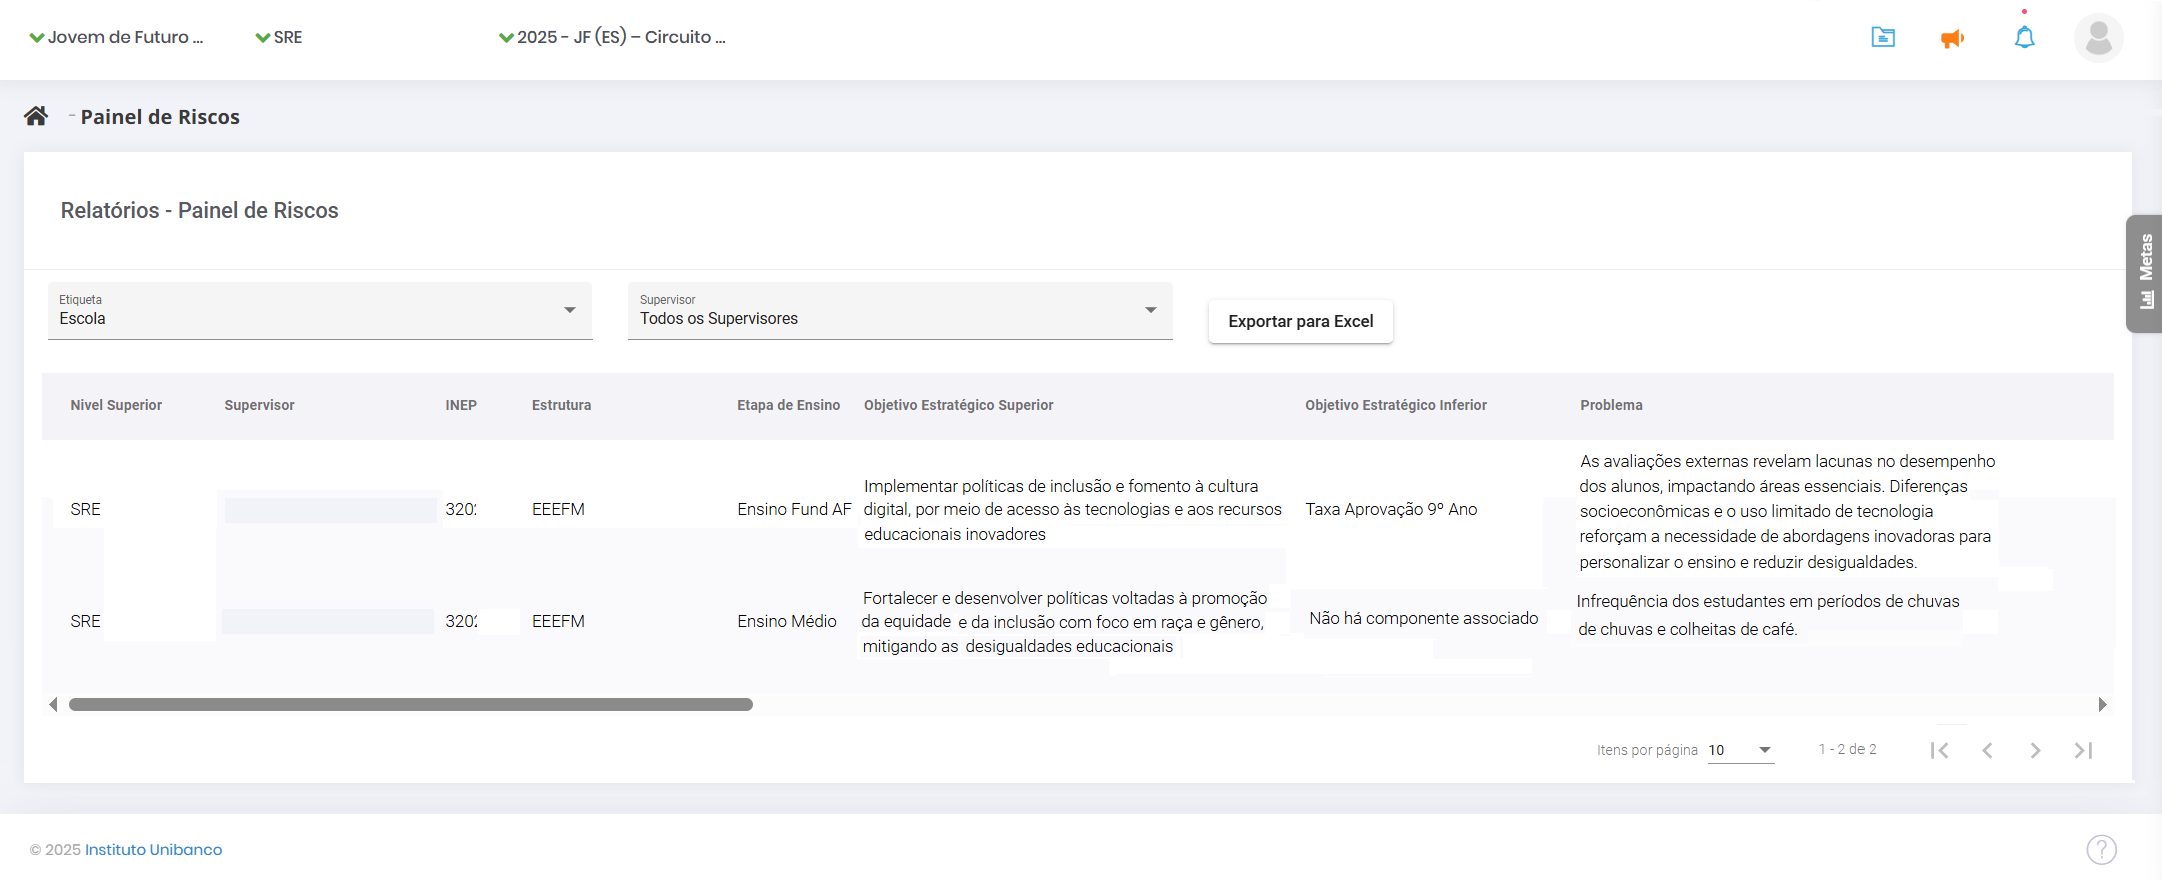 Jovem de Futuro ...
SRE
2025 - JF (ES) – Circuito ...
- Painel de Riscos
Relatórios - Painel de Riscos
Metas
Etiqueta
Escola
Supervisor
Todos os Supervisores
Exportar para Excel
Nivel Superior
Supervisor
INEP
Estrutura
Etapa de Ensino
Objetivo Estratégico Superior
Objetivo Estratégico Inferior
Problema
SRE
320
EEEFM
Ensino Fund AF
Implementar políticas de inclusão e fomento à cultura
digital, por meio de acesso às tecnologias e aos recursos
educacionais inovadores
Taxa Aprovação 9º Ano
As avaliações externas revelam lacunas no desempenho
dos alunos, impactando áreas essenciais. Diferenças
socioeconômicas e o uso limitado de tecnologia
reforçam a necessidade de abordagens inovadoras para
personalizar o ensino e reduzir desigualdades.
SRE
320
EEEFM
Ensino Médio
Fortalecer e desenvolver políticas voltadas à promoção
da equidade e da inclusão com foco em raça e gênero,
mitigando as desigualdades educacionais
Não há componente associado
Infrequência dos estudantes em períodos de chuvas
de chuvas e colheitas de café.
Itens por página
10
1 - 2 de 2
© 2025 Instituto Unibanco
?